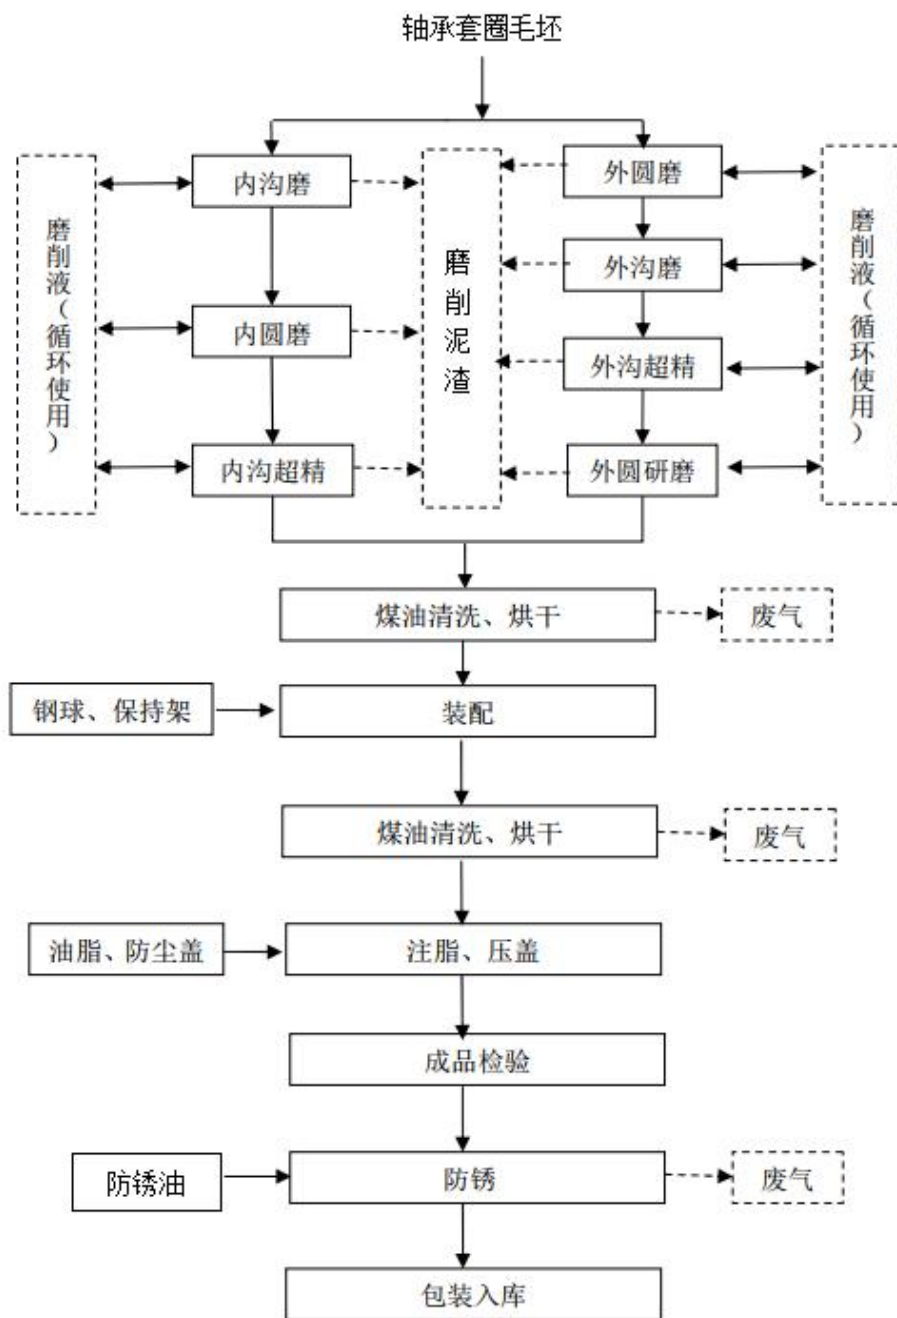 轴承套圈毛坯
内沟磨
外圆磨
磨削液(循环使用)
磨削泥渣
磨削液(循环使用)
外沟磨
内圆磨
外沟超精
内沟超精
外圆研磨
煤油清洗、烘干
废气
钢球、保持架
装配
煤油清洗、烘干
废气
油脂、防尘盖
注脂、压盖
成品检验
防锈油
防锈
废气
包装入库